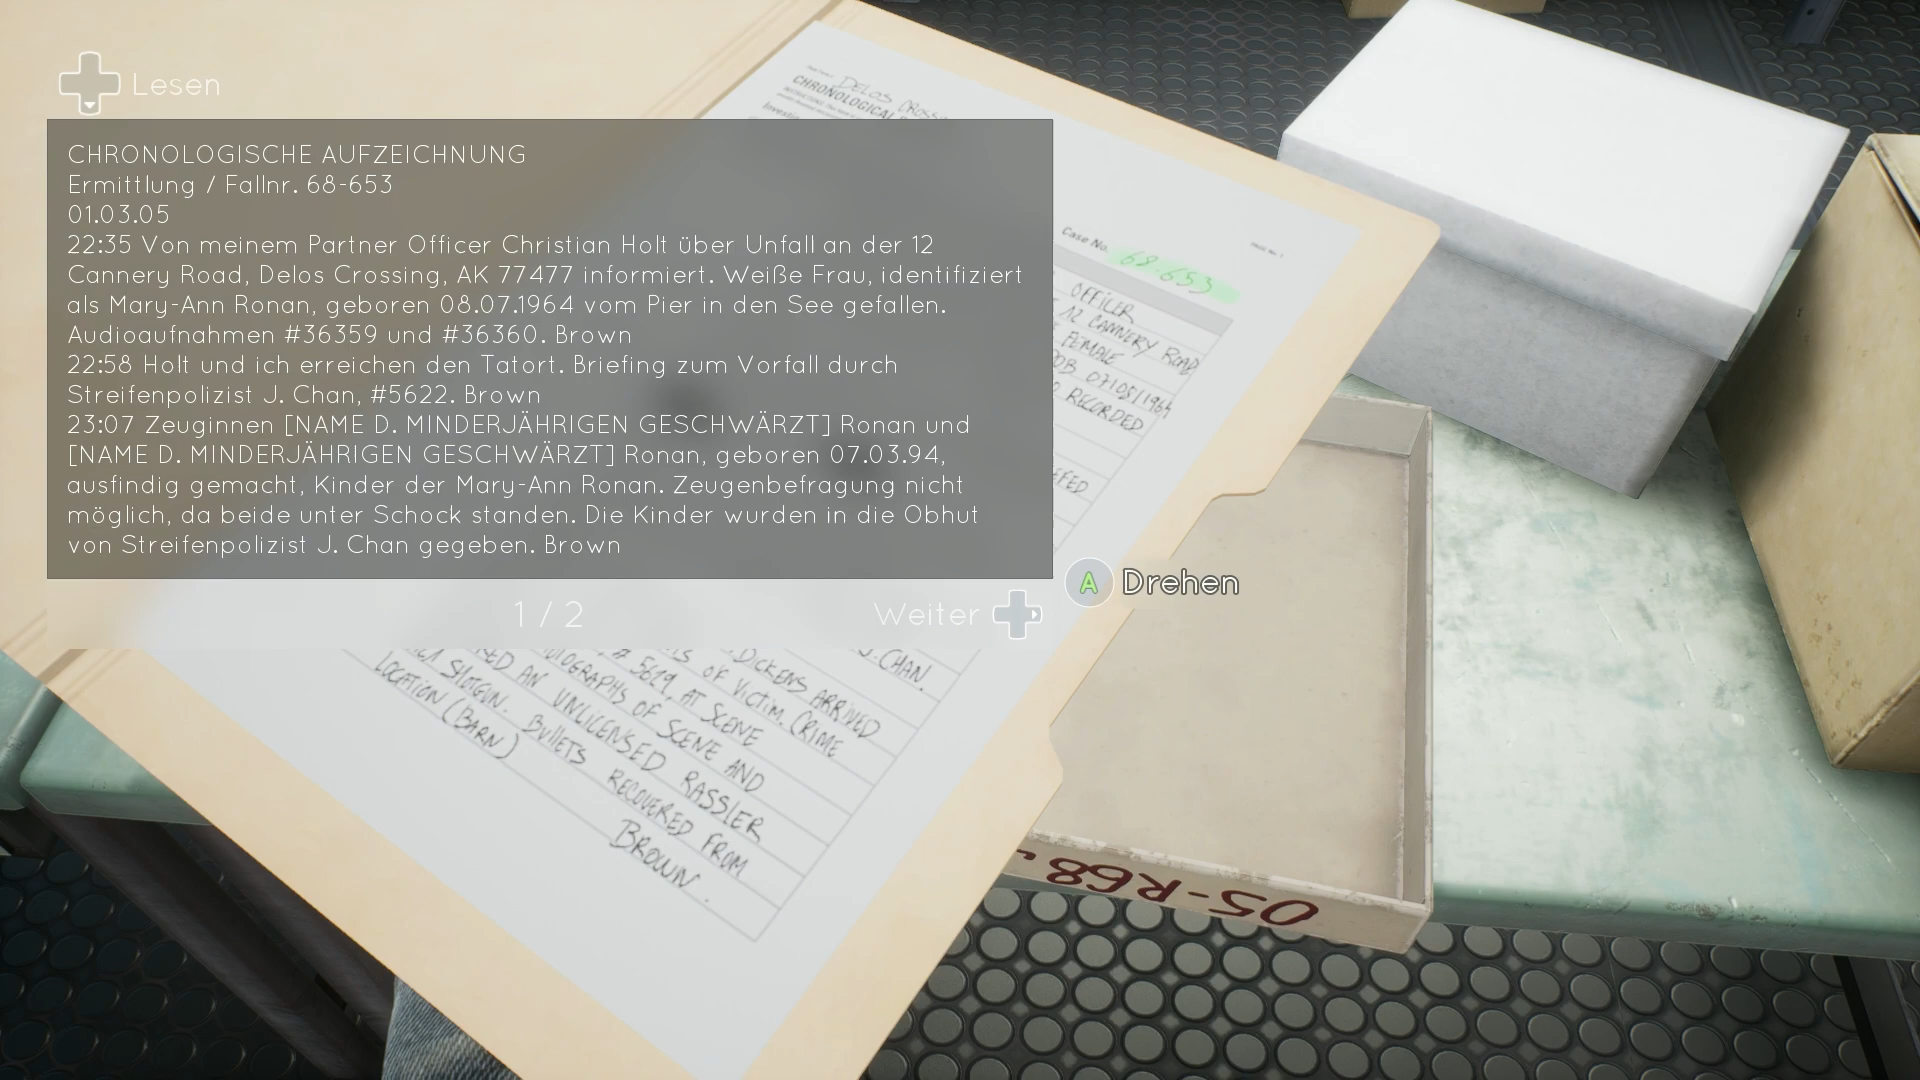 Lesen
CHRONOLOGISCHE AUFZEICHNUNG
Ermittlung / Fallnr. 68-653
01.03.05
22:35 Von meinem Partner Officer Christian Holt über Unfall an der 12
Cannery Road, Delos Crossing, AK 77477 informiert. Weiße Frau, identifiziert
als Mary-Ann Ronan, geboren 08.07.1964 vom Pier in den See gefallen.
Audioaufnahmen #36359 und #36360. Brown
22:58 Holt und ich erreichen den Tatort. Briefing zum Vorfall durch
Streifenpolizist J. Chan, #5622. Brown
23:07 Zeuginnen [NAME D. MINDERJÄHRIGEN GESCHWÄRZT] Ronan und
[NAME D. MINDERJÄHRIGEN GESCHWÄRZT] Ronan, geboren 07.03.94,
ausfindig gemacht, Kinder der Mary-Ann Ronan. Zeugenbefragung nicht
möglich, da beide unter Schock standen. Die Kinder wurden in die Obhut
von Streifenpolizist J. Chan gegeben. Brown
1 / 2
Weiter
A Drehen
DELOS CROSSING
CHRONOLOGICAL
Case No. 68-653
OFFICER
12 CANNERY ROAD
FEMALE
DOB 07/08/1964
RECORDED
J. CHAN.
DICKENS ARRIVED
OF VICTIM. CRIME
# 5629, AT SCENE
PHOTOGRAPHS OF SCENE AND
AN UNLICENSED RASSLER
SHOTGUN. BULLETS RECOVERED FROM
LOCATION (BARN)
BROWN.
05-R68-